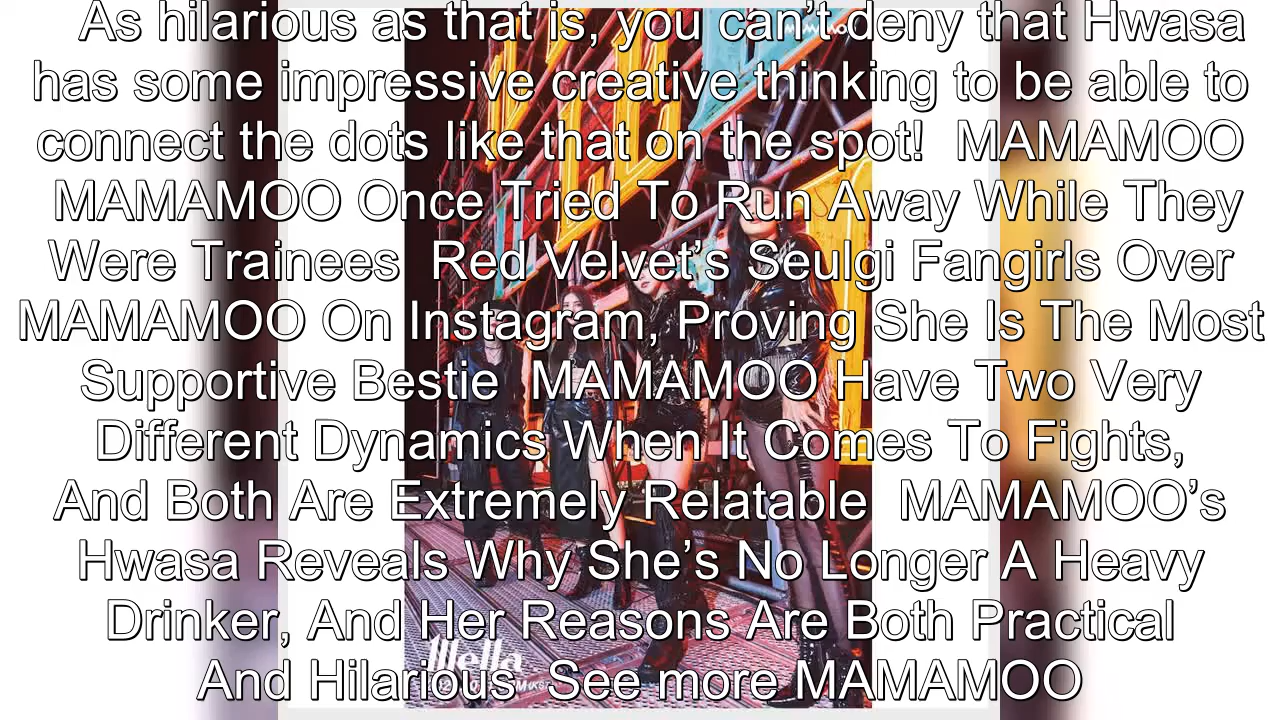 As hilarious as that is, you can’t deny that Hwasa
has some impressive creative thinking to be able to
connect the dots like that on the spot!  MAMAMOO
MAMAMOO Once Tried To Run Away While They
Were Trainees  Red Velvet’s Seulgi Fangirls Over
MAMAMOO On Instagram, Proving She Is The Most
Supportive Bestie  MAMAMOO Have Two Very
Different Dynamics When It Comes To Fights,
And Both Are Extremely Relatable  MAMAMOO’s
Hwasa Reveals Why She’s No Longer A Heavy
Drinker, And Her Reasons Are Both Practical
And Hilarious  See more MAMAMOO